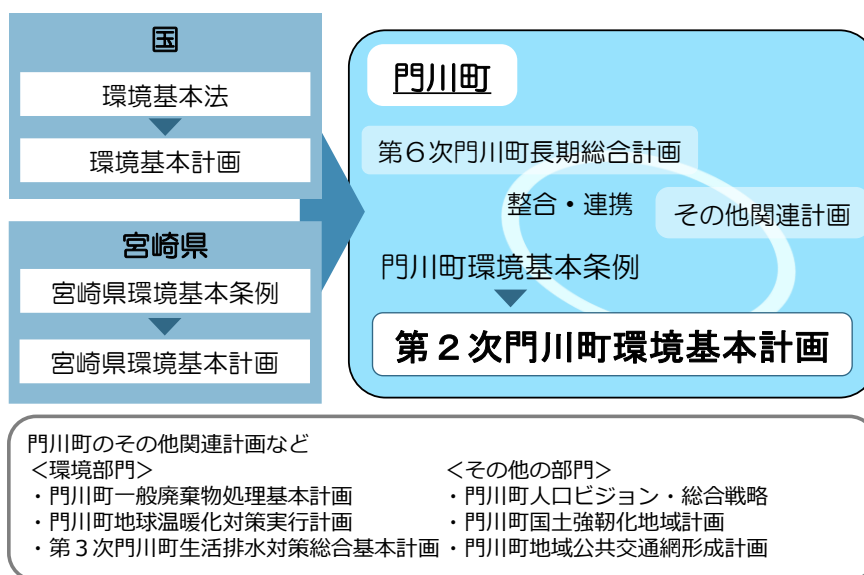 国
環境基本法
環境基本計画
宮崎県
宮崎県環境基本条例
宮崎県環境基本計画
門川町
第６次門川町長期総合計画
整合・連携
その他関連計画
門川町環境基本条例
第２次門川町環境基本計画
門川町のその他関連計画など
＜環境部門＞
・門川町一般廃棄物処理基本計画
・門川町地球温暖化対策実行計画
・第３次門川町生活排水対策総合基本計画
＜その他の部門＞
・門川町人口ビジョン・総合戦略
・門川町国土強靭化地域計画
・門川町地域公共交通網形成計画